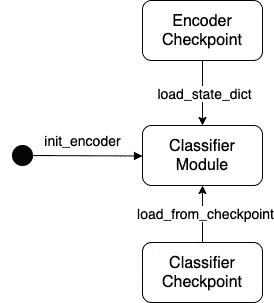 Encoder
Checkpoint
load_state_dict
init_encoder
Classifier
Module
load_from_checkpoint
Classifier
Checkpoint